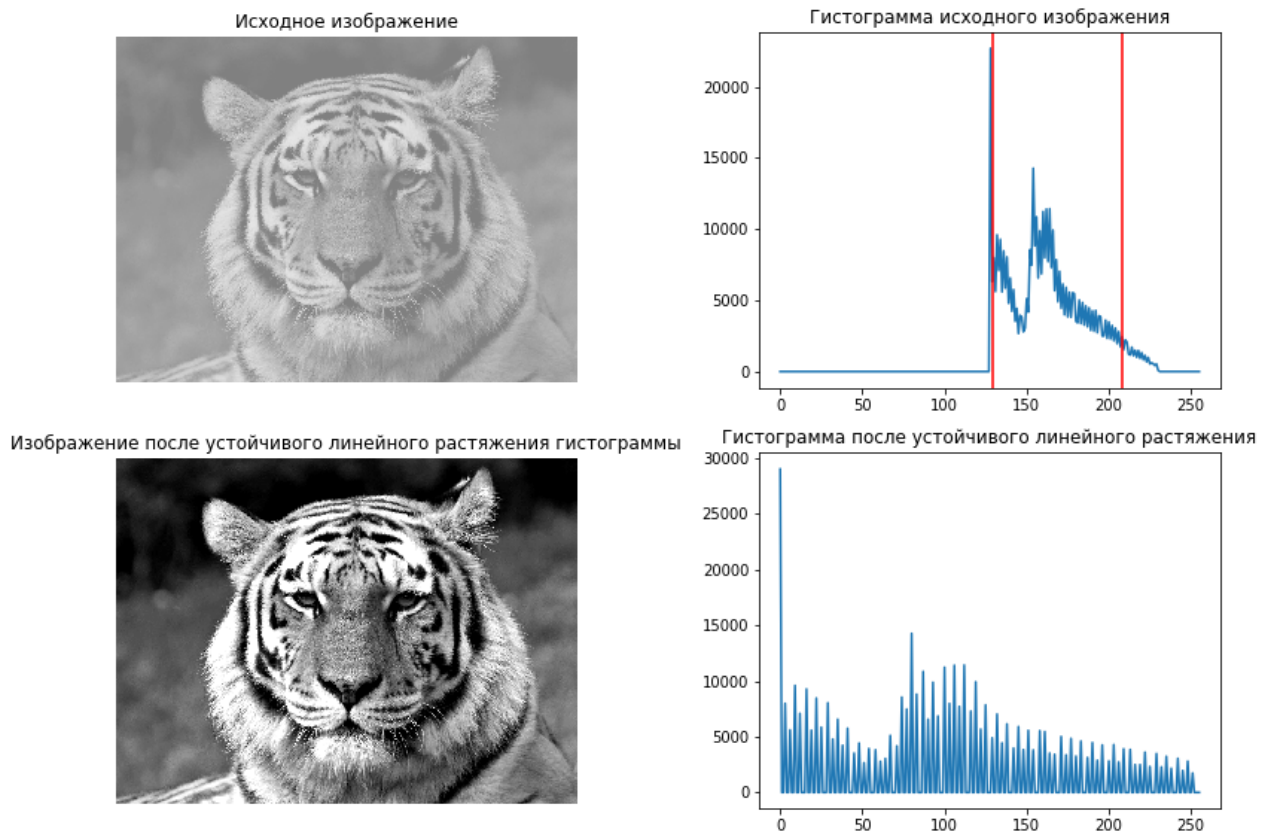 Исходное изображение
Гистограмма исходного изображения
20000
15000
10000
5000
0
0 50 100 150 200 250
Изображение после устойчивого линейного растяжения гистограммы
Гистограмма после устойчивого линейного растяжения
30000
25000
20000
15000
10000
5000
0
0 50 100 150 200 250